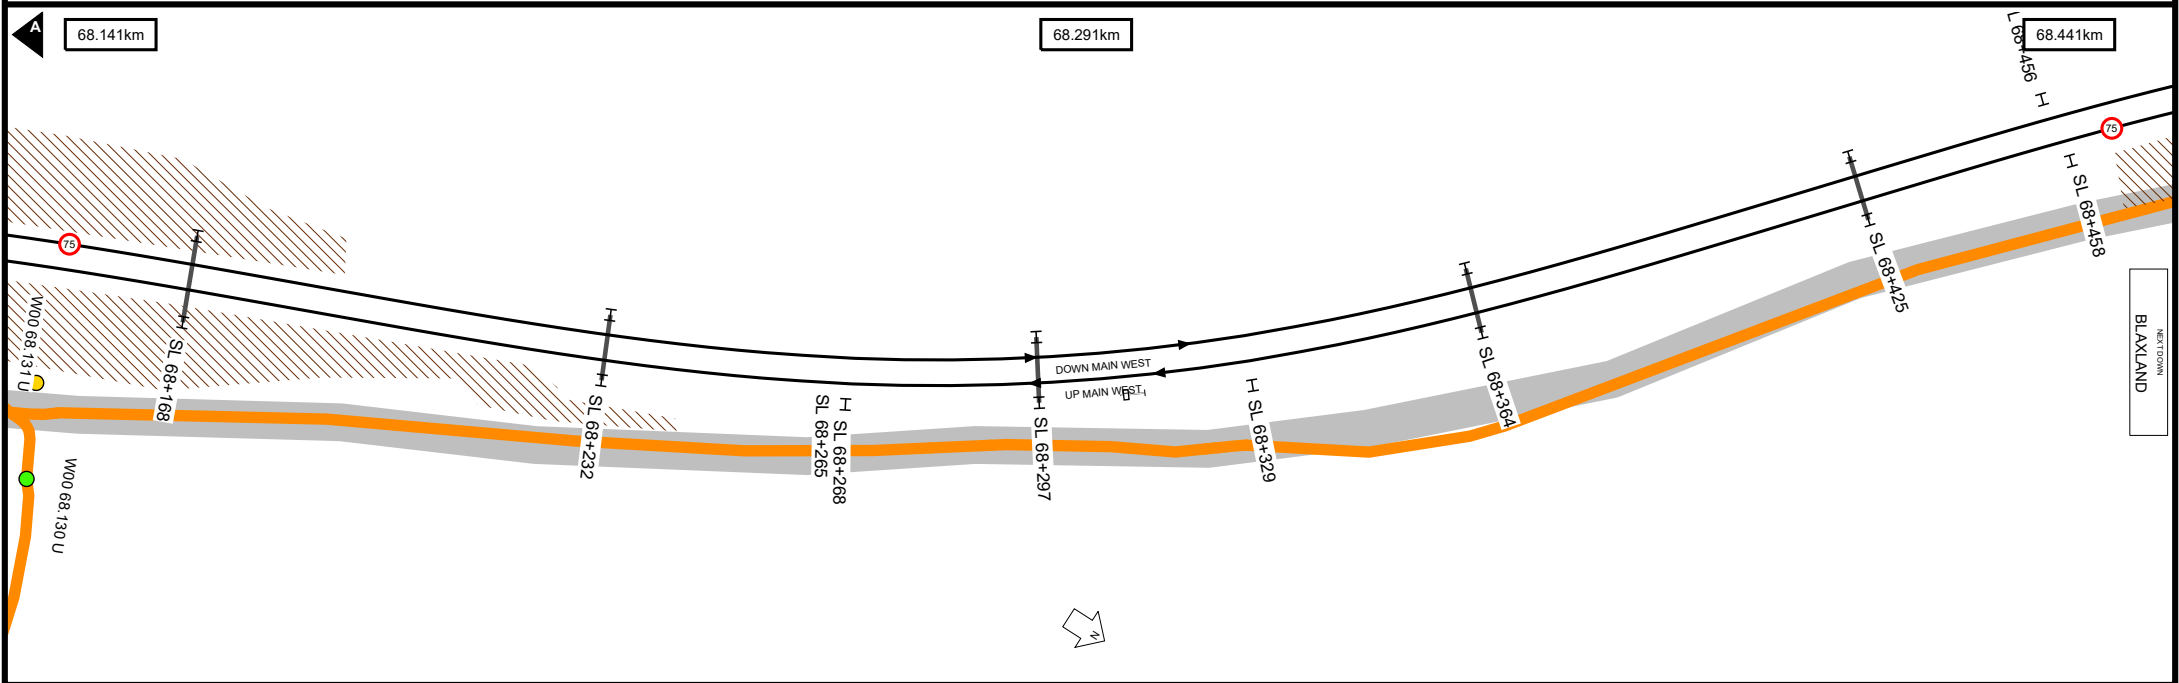 A
68.141km
68.291km
68.441km
L 68+456
75
75
W00 68.131 U
SL 68+168
W00 68.130 U
SL 68+232
SL 68+265
SL 68+268
DOWN MAIN WEST
UP MAIN WEST
SL 68+297
SL 68+329
SL 68+364
SL 68+425
SL 68+458
NEXT DOWN
BLAXLAND
N